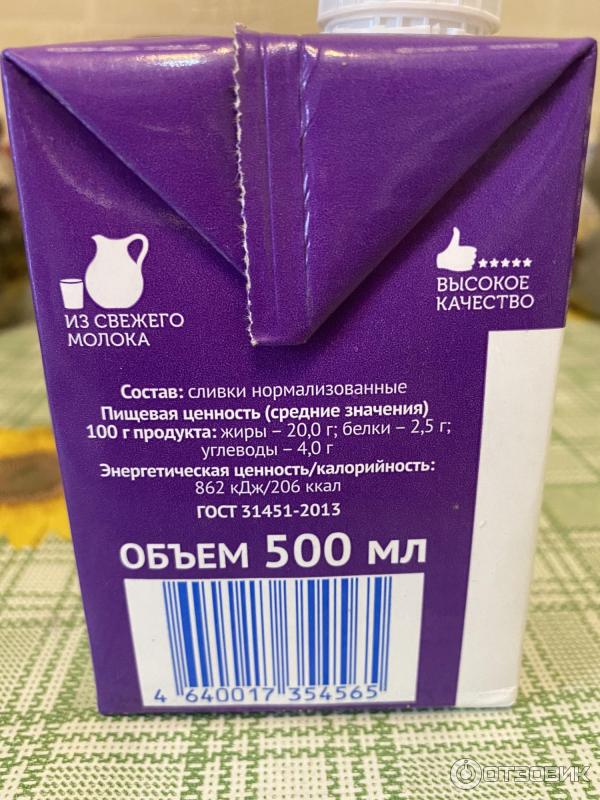 ИЗ СВЕЖЕГО
МОЛОКА
ВЫСОКОЕ
КАЧЕСТВО
Состав: сливки нормализованные
Пищевая ценность (средние значения)
100 г продукта: жиры – 20,0 г; белки – 2,5 г;
углеводы – 4,0 г
Энергетическая ценность/калорийность:
862 кДж/206 ккал
ГОСТ 31451-2013
ОБЪЕМ 500 мл
4 640017 354565
ОТЗОВИК